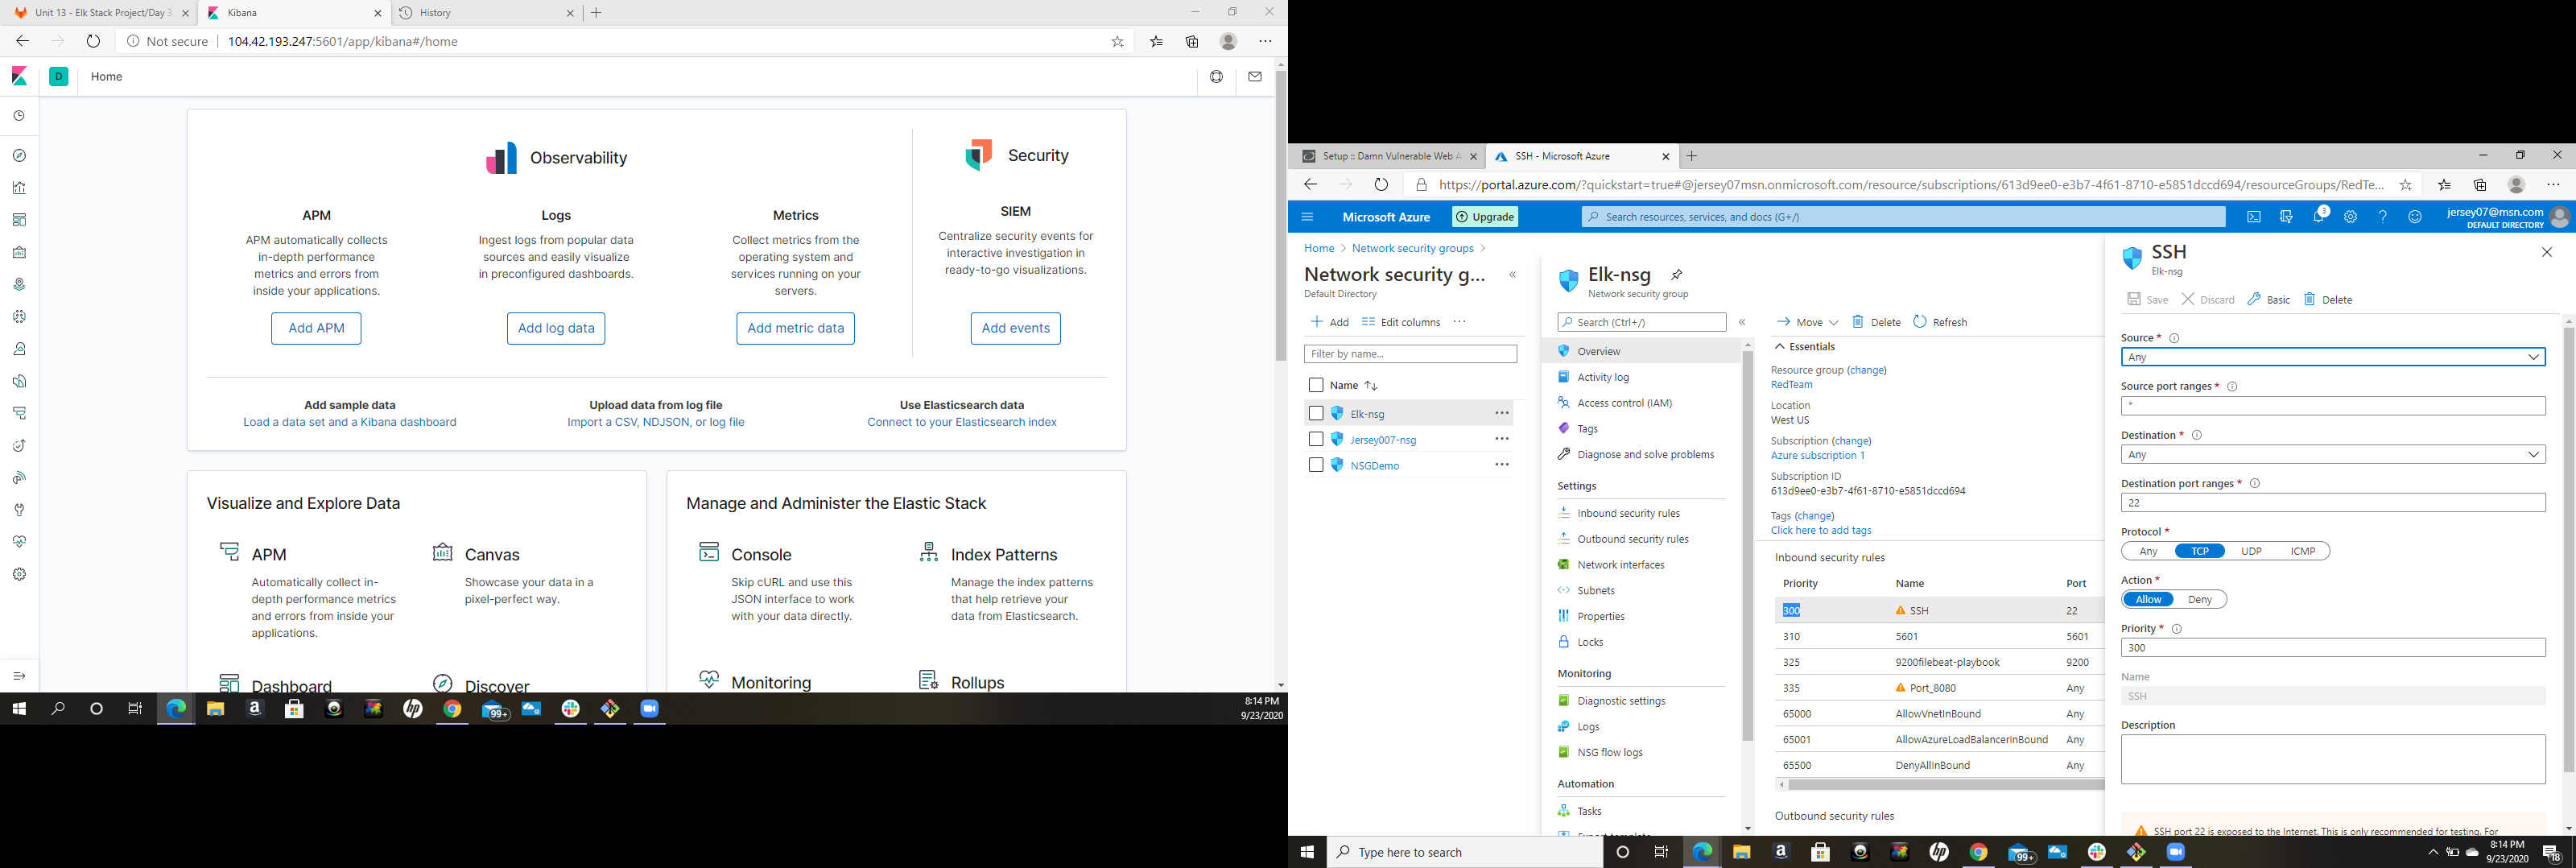 Unit 13 - Elk Stack Project/Day 3
Kibana
History
Not secure
104.42.193.247:5601/app/kibana#/home
D
Home
Observability
Security
APM
APM automatically collects
in-depth performance
metrics and errors from
inside your applications.
Add APM
Logs
Ingest logs from popular data
sources and easily visualize
in preconfigured dashboards.
Add log data
Metrics
Collect metrics from the
operating system and
services running on your
servers.
Add metric data
SIEM
Centralize security events for
interactive investigation in
ready-to-go visualizations.
Add events
Add sample data
Load a data set and a Kibana dashboard
Upload data from log file
Import a CSV, NDJSON, or log file
Use Elasticsearch data
Connect to your Elasticsearch index
Visualize and Explore Data
APM
Automatically collect in-
depth performance metrics
and errors from inside your
applications.
Canvas
Showcase your data in a
pixel-perfect way.
Dashboard
Discover
Manage and Administer the Elastic Stack
Console
Skip cURL and use this
JSON interface to work
with your data directly.
Index Patterns
Manage the index patterns
that help retrieve your
data from Elasticsearch.
Monitoring
Rollups
99+
8:14 PM
9/23/2020
Setup :: Damn Vulnerable Web A
SSH - Microsoft Azure
https://portal.azure.com/?quickstart=true#@jersey07msn.onmicrosoft.com/resource/subscriptions/613d9ee0-e3b7-4f61-8710-e5851dccd694/resourceGroups/RedTe...
Microsoft Azure
Upgrade
Search resources, services, and docs (G+/)
3
jersey07@msn.com
DEFAULT DIRECTORY
Home > Network security groups >
Network security g...
Default Directory
Add
Edit columns
Filter by name...
Name
Elk-nsg
Jersey007-nsg
NSGDemo
Elk-nsg
Network security group
Search (Ctrl+/)
Overview
Activity log
Access control (IAM)
Tags
Diagnose and solve problems
Settings
Inbound security rules
Outbound security rules
Network interfaces
Subnets
Properties
Locks
Monitoring
Diagnostic settings
Logs
NSG flow logs
Automation
Tasks
Move
Delete
Refresh
Essentials
Resource group (change)
RedTeam
Location
West US
Subscription (change)
Azure subscription 1
Subscription ID
613d9ee0-e3b7-4f61-8710-e5851dccd694
Tags (change)
Click here to add tags
Inbound security rules
Priority Name Port
300 SSH 22
310 5601 5601
325 9200filebeat-playbook 9200
335 Port_8080 Any
65000 AllowVnetInBound Any
65001 AllowAzureLoadBalancerInBound Any
65500 DenyAllInBound Any
Outbound security rules
SSH
Elk-nsg
Save
Discard
Basic
Delete
Source *
Any
Source port ranges *
*
Destination *
Any
Destination port ranges *
22
Protocol *
Any TCP UDP ICMP
Action *
Allow Deny
Priority *
300
Name
SSH
Description
SSH port 22 is exposed to the Internet. This is only recommended for testing. For
Type here to search
99+
8:14 PM
9/23/2020
18